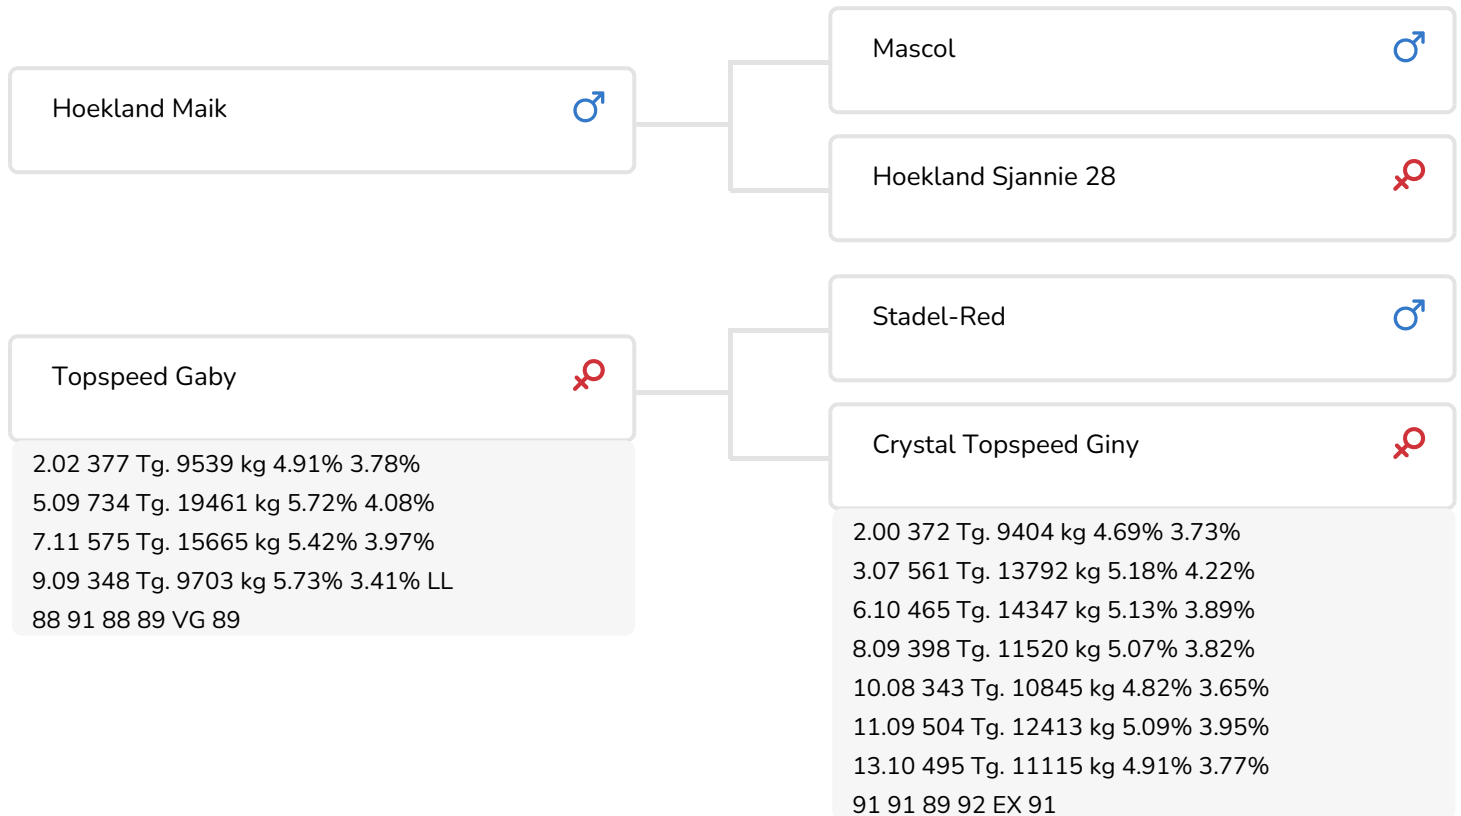 Hoekland Maik
Mascol
Hoekland Sjannie 28
Topspeed Gaby
2.02 377 Tg. 9539 kg 4.91% 3.78%
5.09 734 Tg. 19461 kg 5.72% 4.08%
7.11 575 Tg. 15665 kg 5.42% 3.97%
9.09 348 Tg. 9703 kg 5.73% 3.41% LL
88 91 88 89 VG 89
Stadel-Red
Crystal Topspeed Giny
2.00 372 Tg. 9404 kg 4.69% 3.73%
3.07 561 Tg. 13792 kg 5.18% 4.22%
6.10 465 Tg. 14347 kg 5.13% 3.89%
8.09 398 Tg. 11520 kg 5.07% 3.82%
10.08 343 Tg. 10845 kg 4.82% 3.65%
11.09 504 Tg. 12413 kg 5.09% 3.95%
13.10 495 Tg. 11115 kg 4.91% 3.77%
91 91 89 92 EX 91